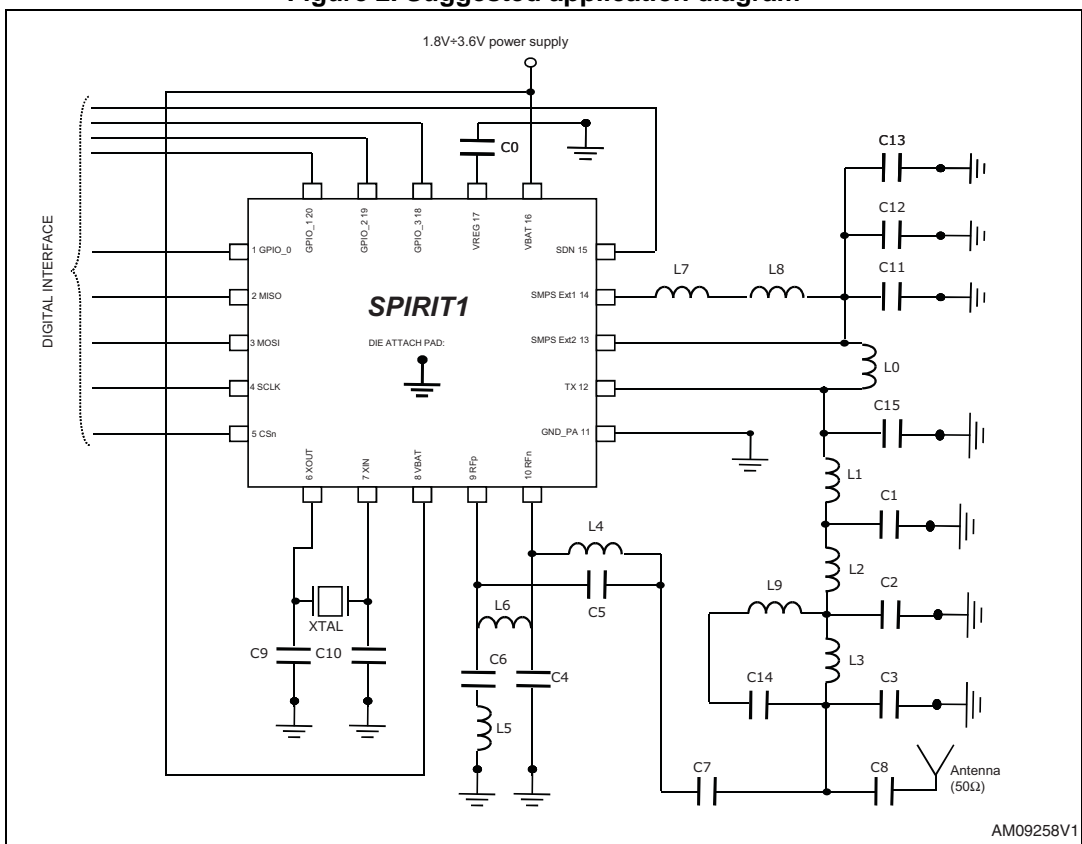 Figure 2. Suggested application diagram
1.8V÷3.6V power supply
C0
C13
C12
C11
DIGITAL INTERFACE
GPIO_1 20
GPIO_2 19
GPIO_3 18
VREG 17
VBAT 16
1 GPIO_0
SDN 15
L7
L8
2 MISO
SMPS Ext1 14
SPIRIT1
3 MOSI
DIE ATTACH PAD:
SMPS Ext2 13
L0
4 SCLK
TX 12
C15
5 CSn
GND_PA 11
6 XOUT
7 XIN
8 VBAT
9 RFp
10 RFn
L1
C1
L4
L2
L9
C2
C5
L6
XTAL
C9
C10
C6
C4
L3
C14
C3
L5
C7
C8
Antenna
(50Ω)
AM09258V1